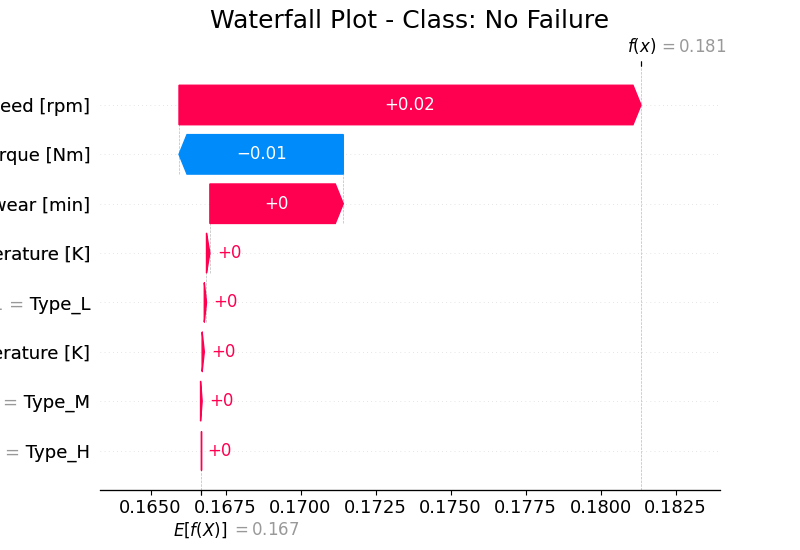 Waterfall Plot - Class: No Failure
f(x) = 0.181
eed [rpm]
+0.02
rque [Nm]
−0.01
wear [min]
+0
erature [K]
+0
= Type_L
+0
erature [K]
+0
= Type_M
+0
= Type_H
+0
0.1650 0.1675 0.1700 0.1725 0.1750 0.1775 0.1800 0.1825
E[f(X)] = 0.167